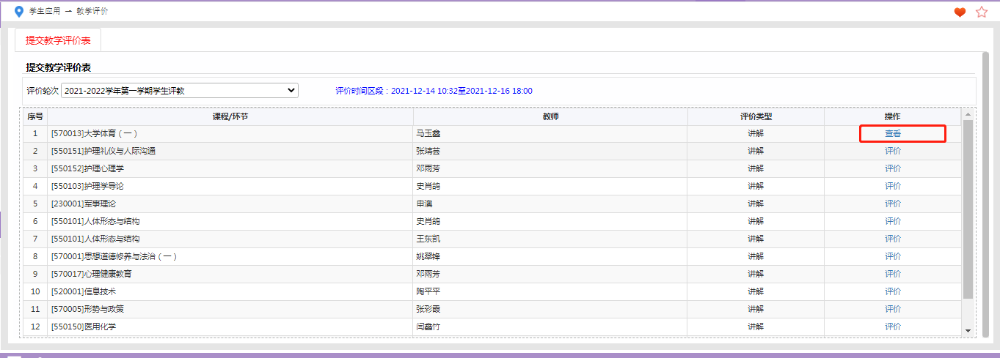 学生应用 → 教学评价
提交教学评价表
提交教学评价表
评价轮次 2021-2022学年第一学期学生评教 评价时间区段：2021-12-14 10:32至2021-12-16 18:00
序号 课程/环节 教师 评价类型 操作
1 [570013]大学体育（一） 马玉鑫 讲解 查看
2 [550151]护理礼仪与人际沟通 张靖芸 讲解 评价
3 [550152]护理心理学 邓雨芳 讲解 评价
4 [550103]护理学导论 史肖鸽 讲解 评价
5 [230001]军事理论 申澳 讲解 评价
6 [550101]人体形态与结构 史肖鸽 讲解 评价
7 [550101]人体形态与结构 王东凯 讲解 评价
8 [570001]思想道德修养与法治（一） 姚翠锋 讲解 评价
9 [570017]心理健康教育 邓雨芳 讲解 评价
10 [520001]信息技术 陶平平 讲解 评价
11 [570005]形势与政策 张彩霞 讲解 评价
12 [550150]医用化学 闫鑫竹 讲解 评价